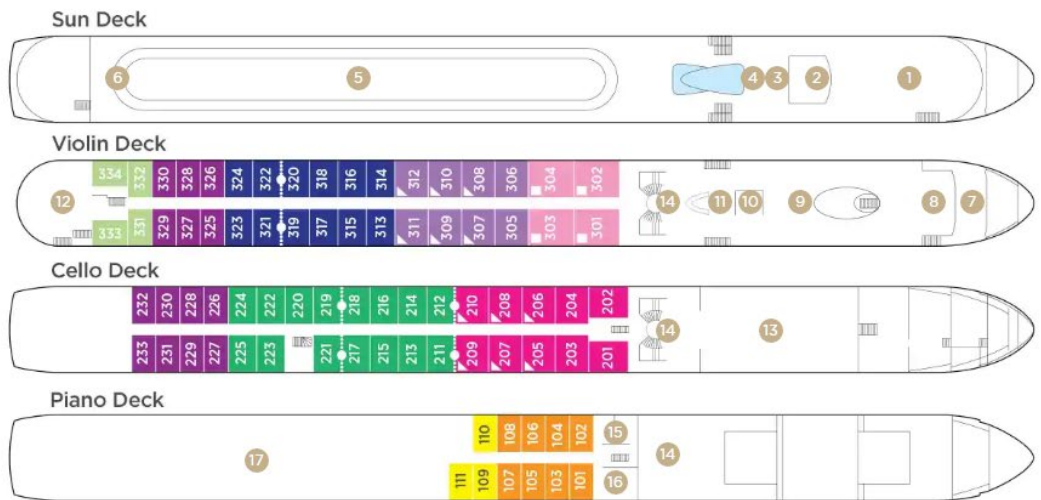 Sun Deck
6 5 4 3 2 1
Violin Deck
334 332 330 328 326 324 322 320 318 316 314 312 310 308 306 304 302
12 14 11 10 9 8 7
333 331 329 327 325 323 321 319 317 315 313 311 309 307 305 303 301
Cello Deck
232 230 228 226 224 222 220 219 218 216 214 212 210 208 206 204 202
14 13
233 231 229 227 225 223 221 217 215 213 211 209 207 205 203 201
Piano Deck
110 108 106 104 102 15
17 14
111 109 107 105 103 101 16